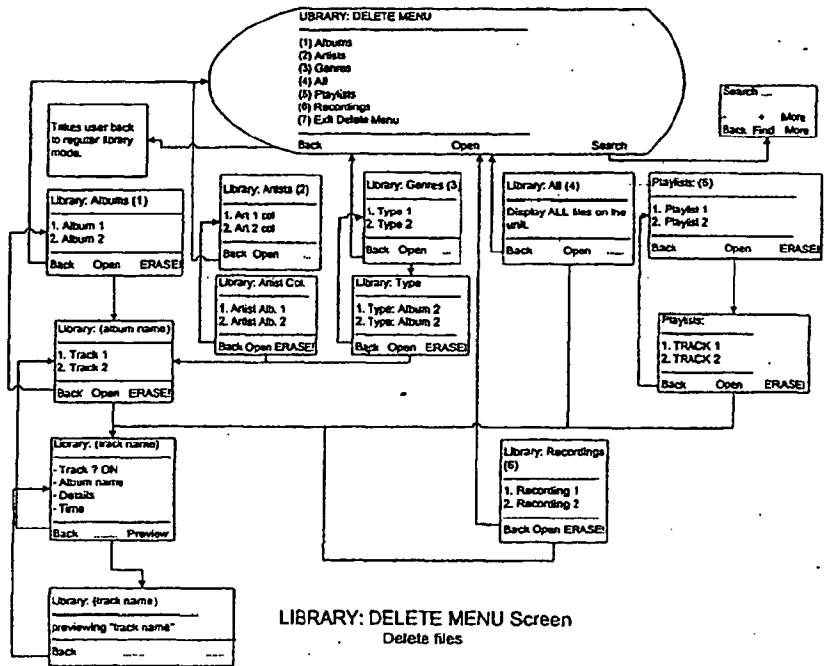 LIBRARY: DELETE MENU
(1) Albums
(2) Artists
(3) Genres
(4) All
(5) Playlists
(6) Recordings
(7) Exit Delete Menu
Back Open Search
Search ....
- + More
Back Find More
Takes user back
to regular library
mode.
Library: Albums (1)
1. Album 1
2. Album 2
Back Open ERASE!
Library: Artists (2)
1. Art 1 col
2. Art 2 col
Back Open ...
Library: Genres (3)
1. Type 1
2. Type 2
Back Open ...
Library: All (4)
Display ALL files on the
unit.
Back Open ......
Playlists: (5)
1. Playlist 1
2. Playlist 2
Back Open ERASE!
Library: Artist Col.
1. Artist Alb. 1
2. Artist Alb. 2
Back Open ERASE!
Library: Type
1. Type: Album 2
2. Type: Album 2
Back Open ERASE!
Library: (album name)
1. Track 1
2. Track 2
Back Open ERASE!
Playlists:
1. TRACK 1
2. TRACK 2
Back Open ERASE!
Library: (track name)
- Track ? ON
- Album name
- Details
- Time
Back ...... Preview
Library: Recordings
(6)
1. Recording 1
2. Recording 2
Back Open ERASE!
Library: (track name)
previewing "track name"
Back ..... .....
LIBRARY: DELETE MENU Screen
Delete files